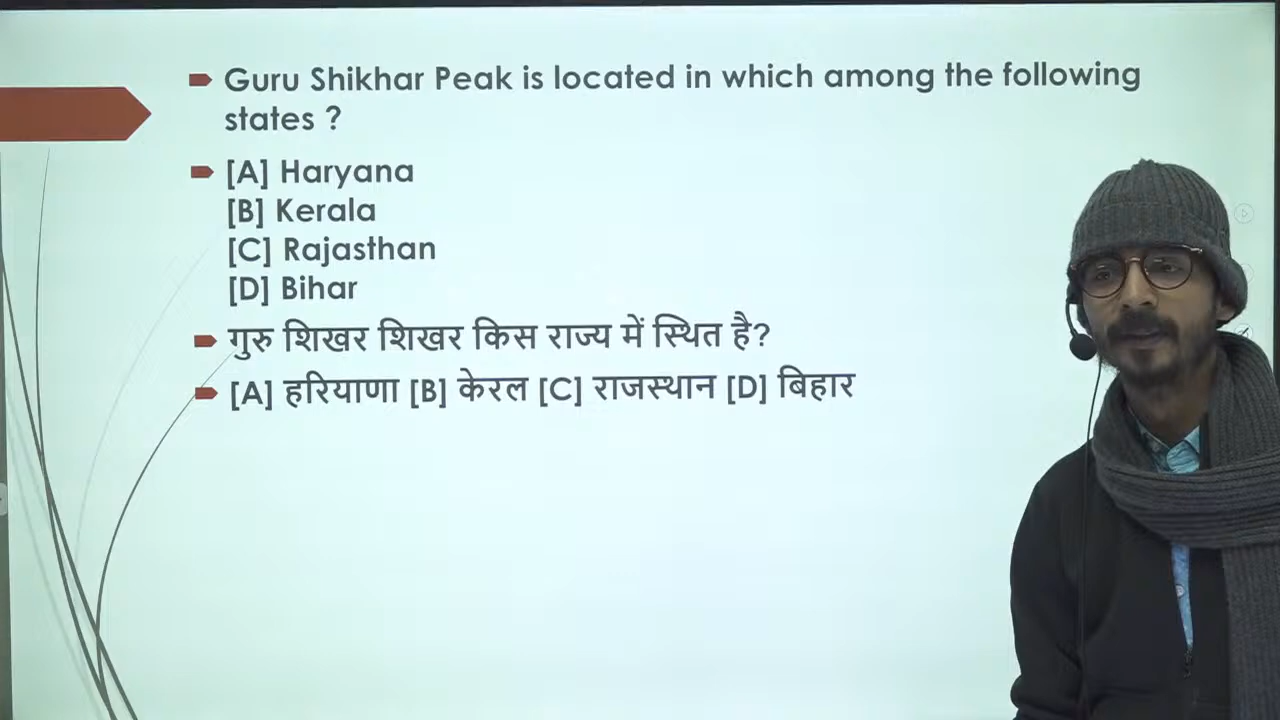 Guru Shikhar Peak is located in which among the following
states ?
[A] Haryana
[B] Kerala
[C] Rajasthan
[D] Bihar
गुरु शिखर शिखर किस राज्य में स्थित है?
[A] हरियाणा [B] केरल [C] राजस्थान [D] बिहार